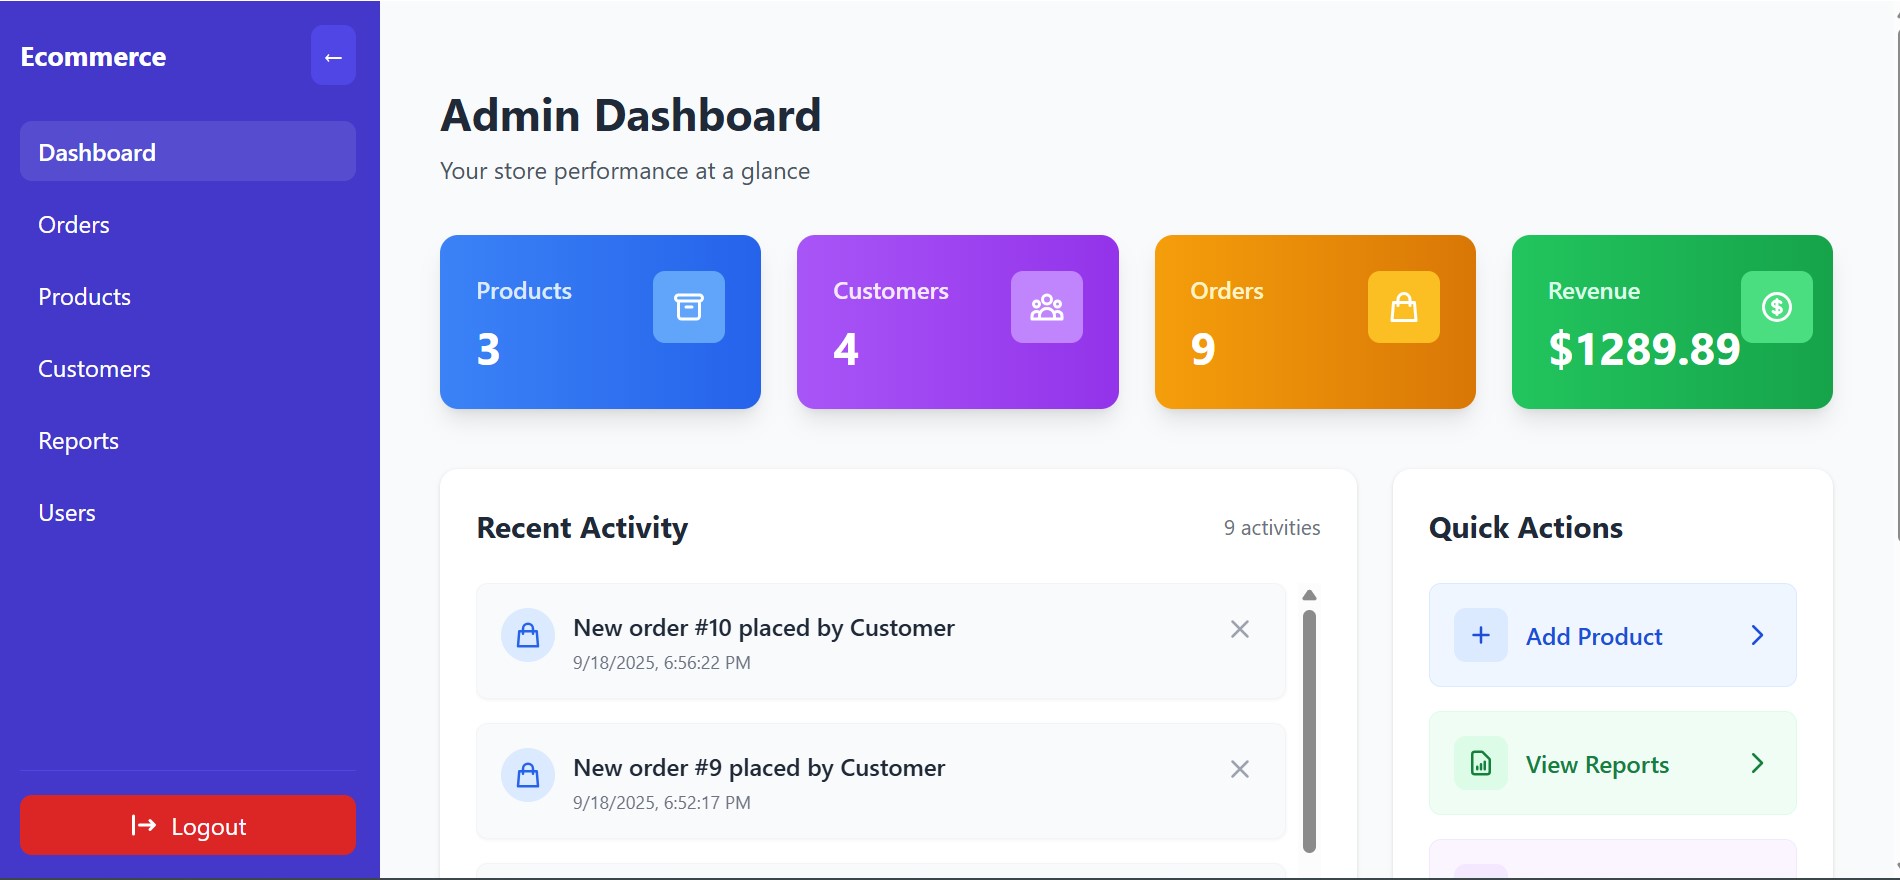 Ecommerce
←
Dashboard
Orders
Products
Customers
Reports
Users
Logout
Admin Dashboard
Your store performance at a glance
Products
3
Customers
4
Orders
9
Revenue
$1289.89
Recent Activity
9 activities
New order #10 placed by Customer
9/18/2025, 6:56:22 PM
New order #9 placed by Customer
9/18/2025, 6:52:17 PM
Quick Actions
Add Product
View Reports